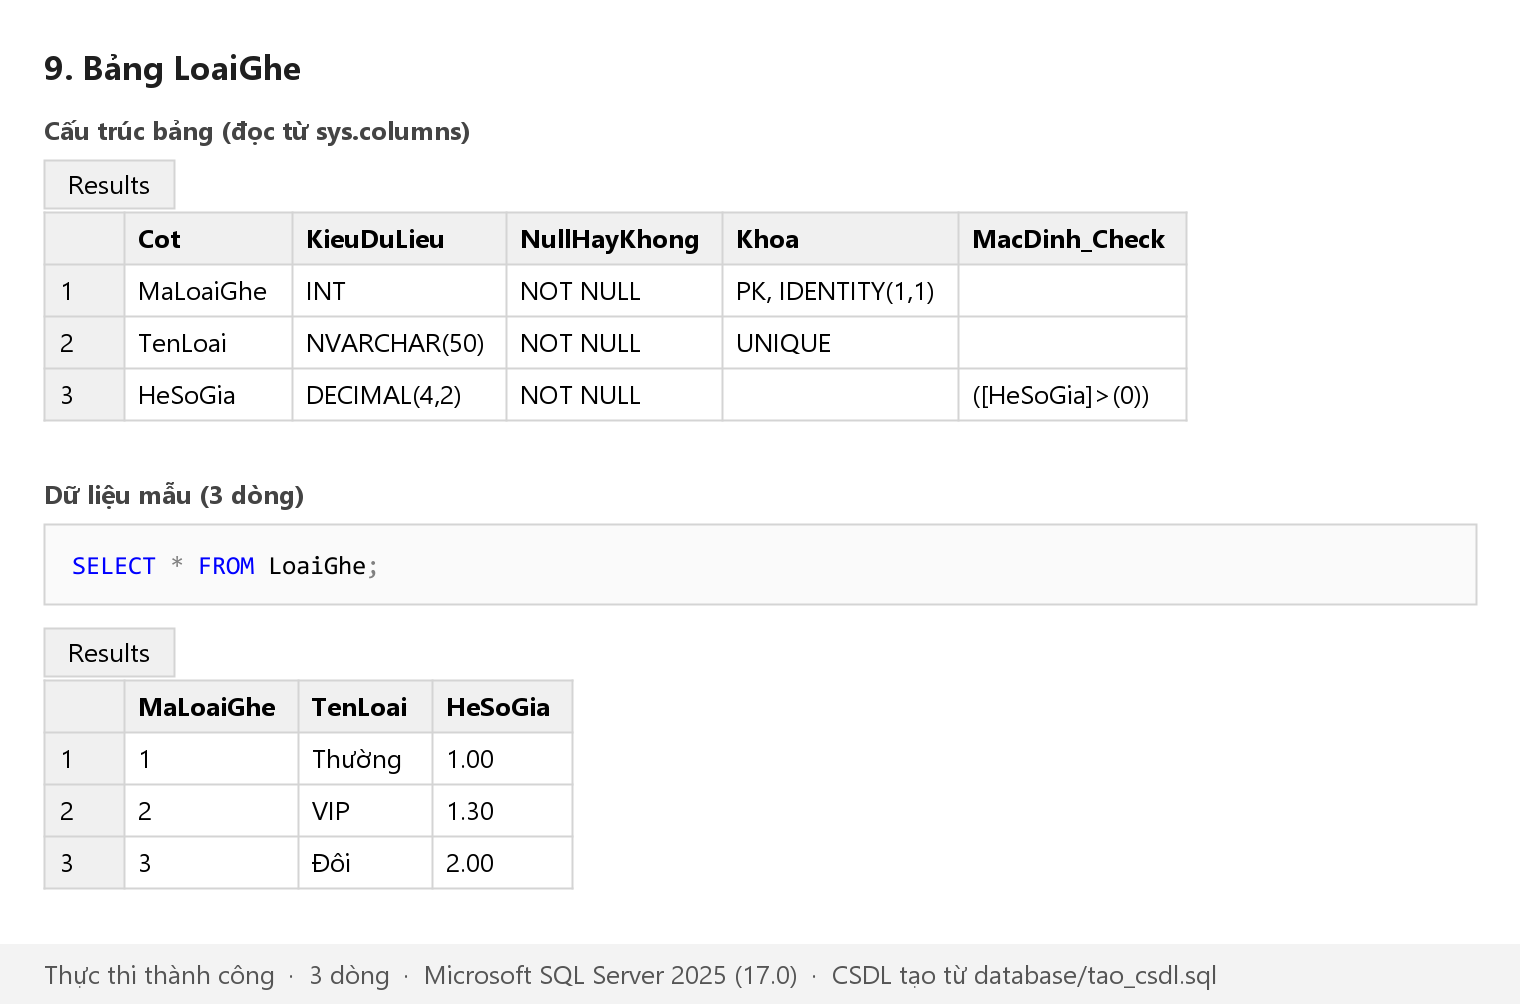 9. Bảng LoaiGhe
Cấu trúc bảng (đọc từ sys.columns)
Results
Cot KieuDuLieu NullHayKhong Khoa MacDinh_Check
1 MaLoaiGhe INT NOT NULL PK, IDENTITY(1,1)
2 TenLoai NVARCHAR(50) NOT NULL UNIQUE
3 HeSoGia DECIMAL(4,2) NOT NULL ([HeSoGia]>(0))
Dữ liệu mẫu (3 dòng)
SELECT * FROM LoaiGhe;
Results
MaLoaiGhe TenLoai HeSoGia
1 1 Thường 1.00
2 2 VIP 1.30
3 3 Đôi 2.00
Thực thi thành công · 3 dòng · Microsoft SQL Server 2025 (17.0) · CSDL tạo từ database/tao_csdl.sql